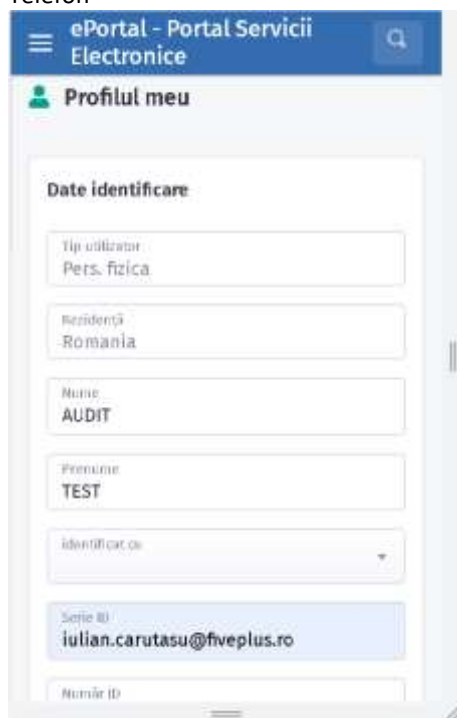 Telefon
ePortal - Portal Servicii
Electronice
Profilul meu
Date identificare
Tip utilizator
Pers. fizica
Rezidență
Romania
Nume
AUDIT
Prenume
TEST
identificat cu
Serie ID
iulian.carutasu@fiveplus.ro
Număr ID